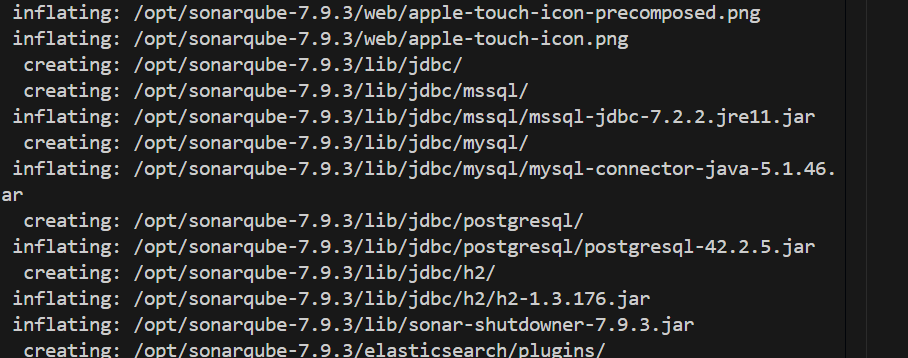 inflating: /opt/sonarqube-7.9.3/web/apple-touch-icon-precomposed.png
inflating: /opt/sonarqube-7.9.3/web/apple-touch-icon.png
creating: /opt/sonarqube-7.9.3/lib/jdbc/
creating: /opt/sonarqube-7.9.3/lib/jdbc/mssql/
inflating: /opt/sonarqube-7.9.3/lib/jdbc/mssql/mssql-jdbc-7.2.2.jre11.jar
creating: /opt/sonarqube-7.9.3/lib/jdbc/mysql/
inflating: /opt/sonarqube-7.9.3/lib/jdbc/mysql/mysql-connector-java-5.1.46.
ar
creating: /opt/sonarqube-7.9.3/lib/jdbc/postgresql/
inflating: /opt/sonarqube-7.9.3/lib/jdbc/postgresql/postgresql-42.2.5.jar
creating: /opt/sonarqube-7.9.3/lib/jdbc/h2/
inflating: /opt/sonarqube-7.9.3/lib/jdbc/h2/h2-1.3.176.jar
inflating: /opt/sonarqube-7.9.3/lib/sonar-shutdowner-7.9.3.jar
creating: /opt/sonarqube-7.9.3/elasticsearch/plugins/